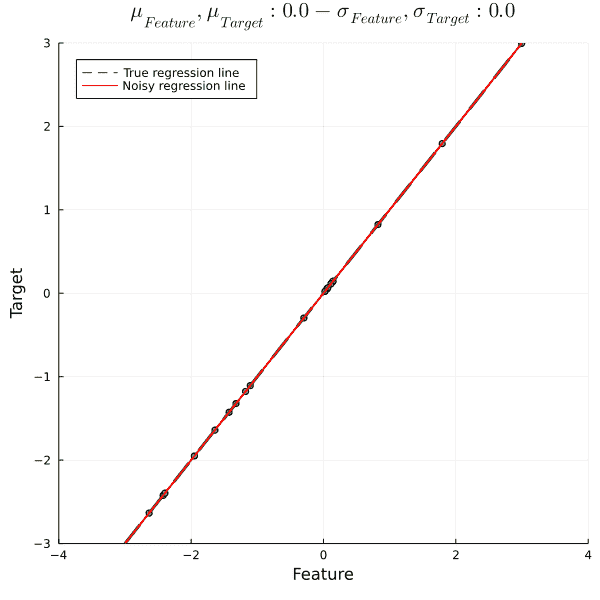 μ_Feature, μ_Target : 0.0 − σ_Feature, σ_Target : 0.0
True regression line
Noisy regression line
3
2
1
0
−1
−2
−3
Target
−4
−2
0
2
4
Feature